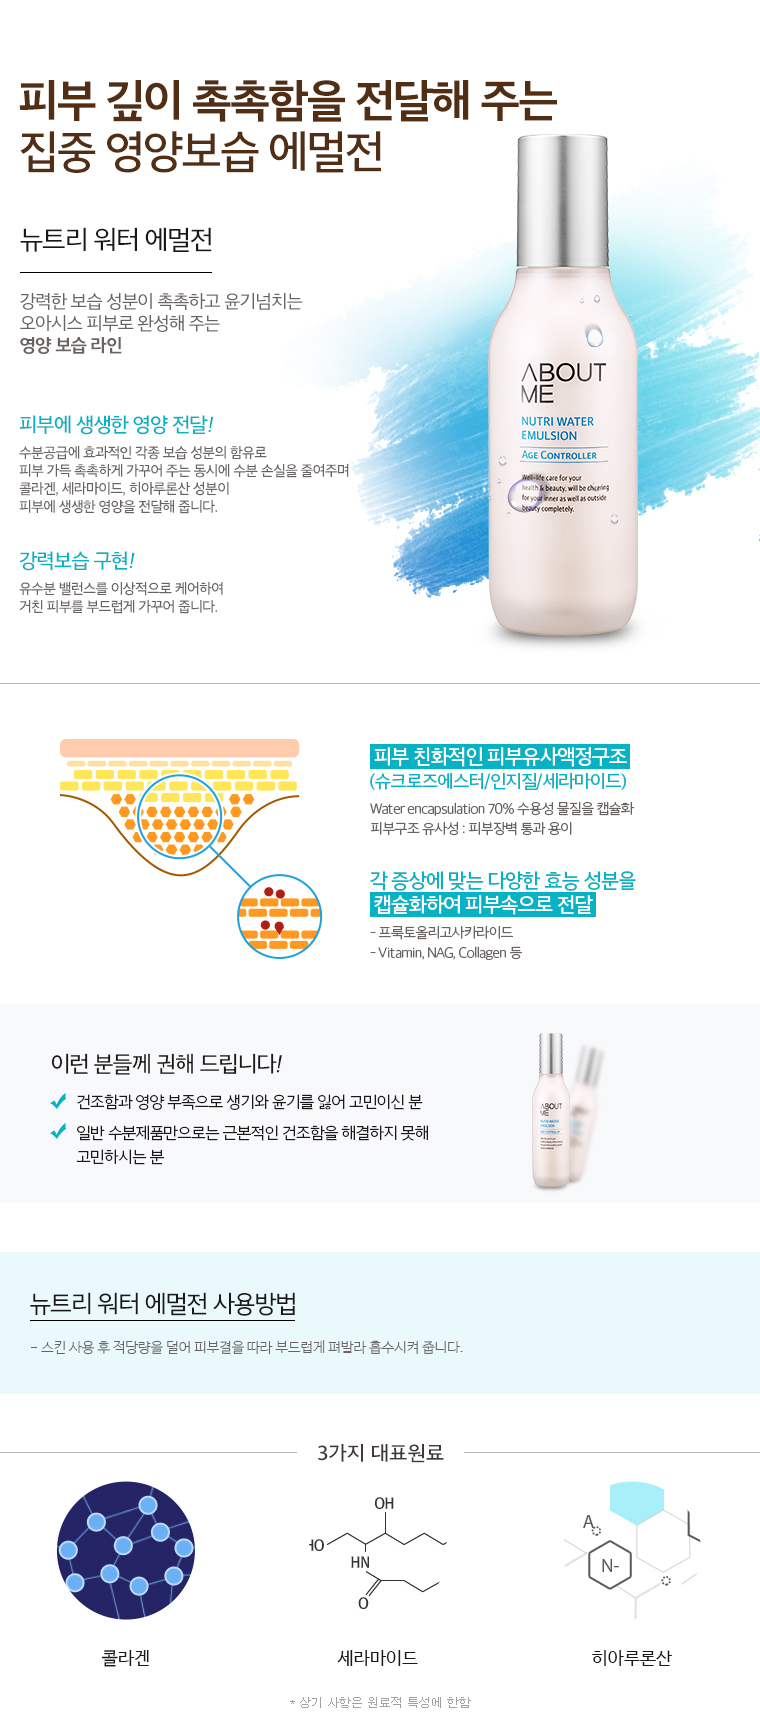 피부 깊이 촉촉함을 전달해 주는
집중 영양보습 에멀전
뉴트리 워터 에멀전
강력한 보습 성분이 촉촉하고 윤기넘치는
오아시스 피부로 완성해 주는
영양 보습 라인
피부에 생생한 영양 전달!
수분공급에 효과적인 각종 보습 성분의 함유로
피부 가득 촉촉하게 가꾸어 주는 동시에 수분 손실을 줄여주며
콜라겐, 세라마이드, 히아루론산 성분이
피부에 생생한 영양을 전달해 줍니다.
강력보습 구현!
유수분 밸런스를 이상적으로 케어하여
거친 피부를 부드럽게 가꾸어 줍니다.
ABOUT
ME
NUTRI WATER
EMULSION
AGE CONTROLLER
Well-life care for your
health & beauty, will be cheering
for your inner as well as outside
beauty completely.
피부 친화적인 피부유사액정구조
(슈크로즈에스터/인지질/세라마이드)
Water encapsulation 70% 수용성 물질을 캡슐화
피부구조 유사성 : 피부장벽 통과 용이
각 증상에 맞는 다양한 효능 성분을
캡슐화하여 피부속으로 전달
- 프룩토올리고사카라이드
- Vitamin, NAG, Collagen 등
이런 분들께 권해 드립니다!
건조함과 영양 부족으로 생기와 윤기를 잃어 고민이신 분
일반 수분제품만으로는 근본적인 건조함을 해결하지 못해
고민하시는 분
ABOUT
ME
NUTRI WATER
EMULSION
뉴트리 워터 에멀전 사용방법
- 스킨 사용 후 적당량을 덜어 피부결을 따라 부드럽게 펴발라 흡수시켜 줍니다.
3가지 대표원료
OH
HO
HN
O
A
N-
콜라겐
세라마이드
히아루론산
* 상기 사항은 원료적 특성에 한함